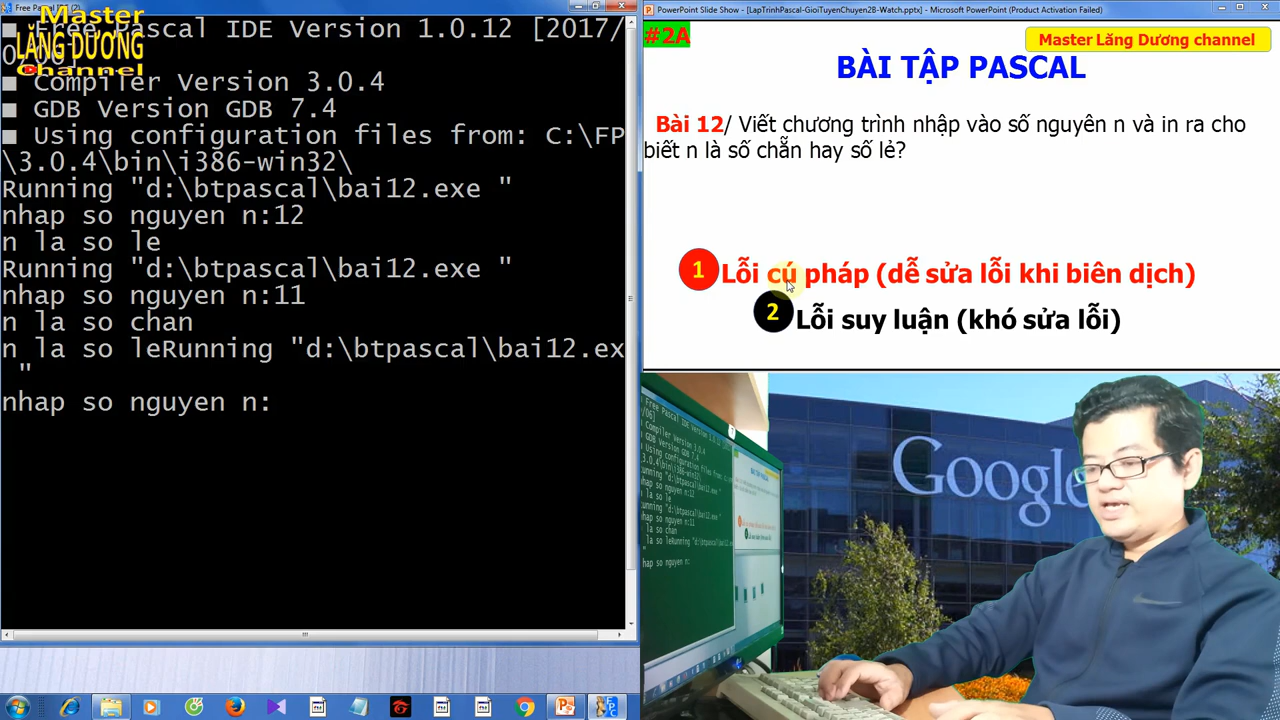 Free Pascal IDE (2)
Master
LĂNG DƯƠNG
Channel
Free Pascal IDE Version 1.0.12 [2017/
Compiler Version 3.0.4
GDB Version GDB 7.4
Using configuration files from: C:\FP
\3.0.4\bin\i386-win32\
Running "d:\btpascal\bai12.exe "
nhap so nguyen n:12
n la so le
Running "d:\btpascal\bai12.exe "
nhap so nguyen n:11
n la so chan
n la so leRunning "d:\btpascal\bai12.ex
"
nhap so nguyen n:
PowerPoint Slide Show - [LapTrinhPascal-GioiTuyenChuyen2B-Watch.pptx] - Microsoft PowerPoint (Product Activation Failed)
#2A
Master Lăng Dương channel
BÀI TẬP PASCAL
Bài 12/ Viết chương trình nhập vào số nguyên n và in ra cho
biết n là số chẵn hay số lẻ?
1 Lỗi cú pháp (dễ sửa lỗi khi biên dịch)
2 Lỗi suy luận (khó sửa lỗi)
Google